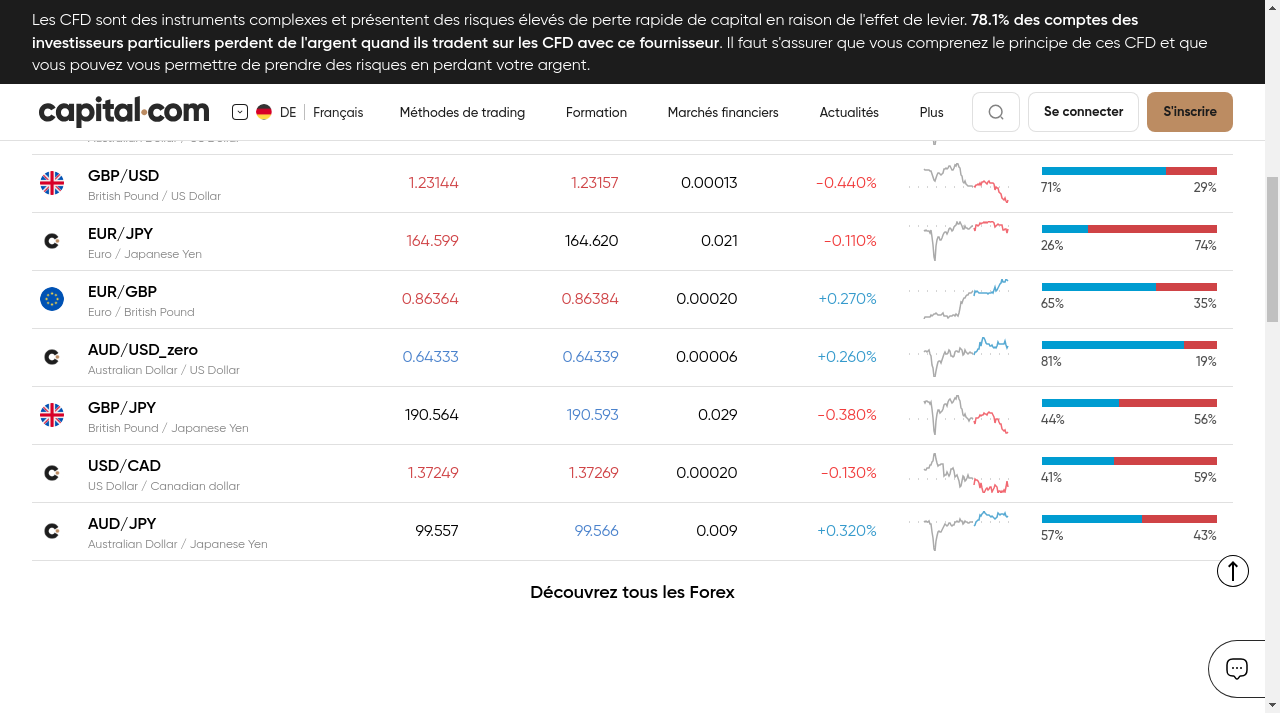 Les CFD sont des instruments complexes et présentent des risques élevés de perte rapide de capital en raison de l'effet de levier. 78.1% des comptes des
investisseurs particuliers perdent de l'argent quand ils tradent sur les CFD avec ce fournisseur. Il faut s'assurer que vous comprenez le principe de ces CFD et que
vous pouvez vous permettre de prendre des risques en perdant votre argent.
capital.com DE Français Méthodes de trading Formation Marchés financiers Actualités Plus Se connecter S'inscrire
GBP/USD 1.23144 1.23157 0.00013 -0.440% 71% 29%
British Pound / US Dollar
EUR/JPY 164.599 164.620 0.021 -0.110% 26% 74%
Euro / Japanese Yen
EUR/GBP 0.86364 0.86384 0.00020 +0.270% 65% 35%
Euro / British Pound
AUD/USD_zero 0.64333 0.64339 0.00006 +0.260% 81% 19%
Australian Dollar / US Dollar
GBP/JPY 190.564 190.593 0.029 -0.380% 44% 56%
British Pound / Japanese Yen
USD/CAD 1.37249 1.37269 0.00020 -0.130% 41% 59%
US Dollar / Canadian dollar
AUD/JPY 99.557 99.566 0.009 +0.320% 57% 43%
Australian Dollar / Japanese Yen
Découvrez tous les Forex